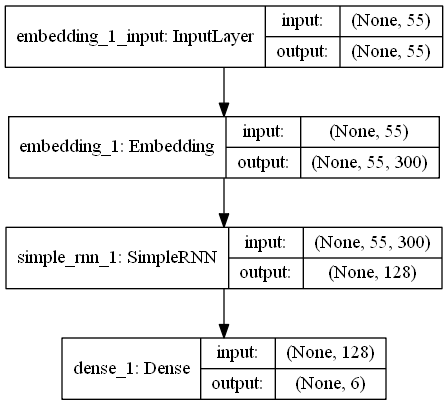 embedding_1_input: InputLayer
input: (None, 55)
output: (None, 55)
embedding_1: Embedding
input: (None, 55)
output: (None, 55, 300)
simple_rnn_1: SimpleRNN
input: (None, 55, 300)
output: (None, 128)
dense_1: Dense
input: (None, 128)
output: (None, 6)